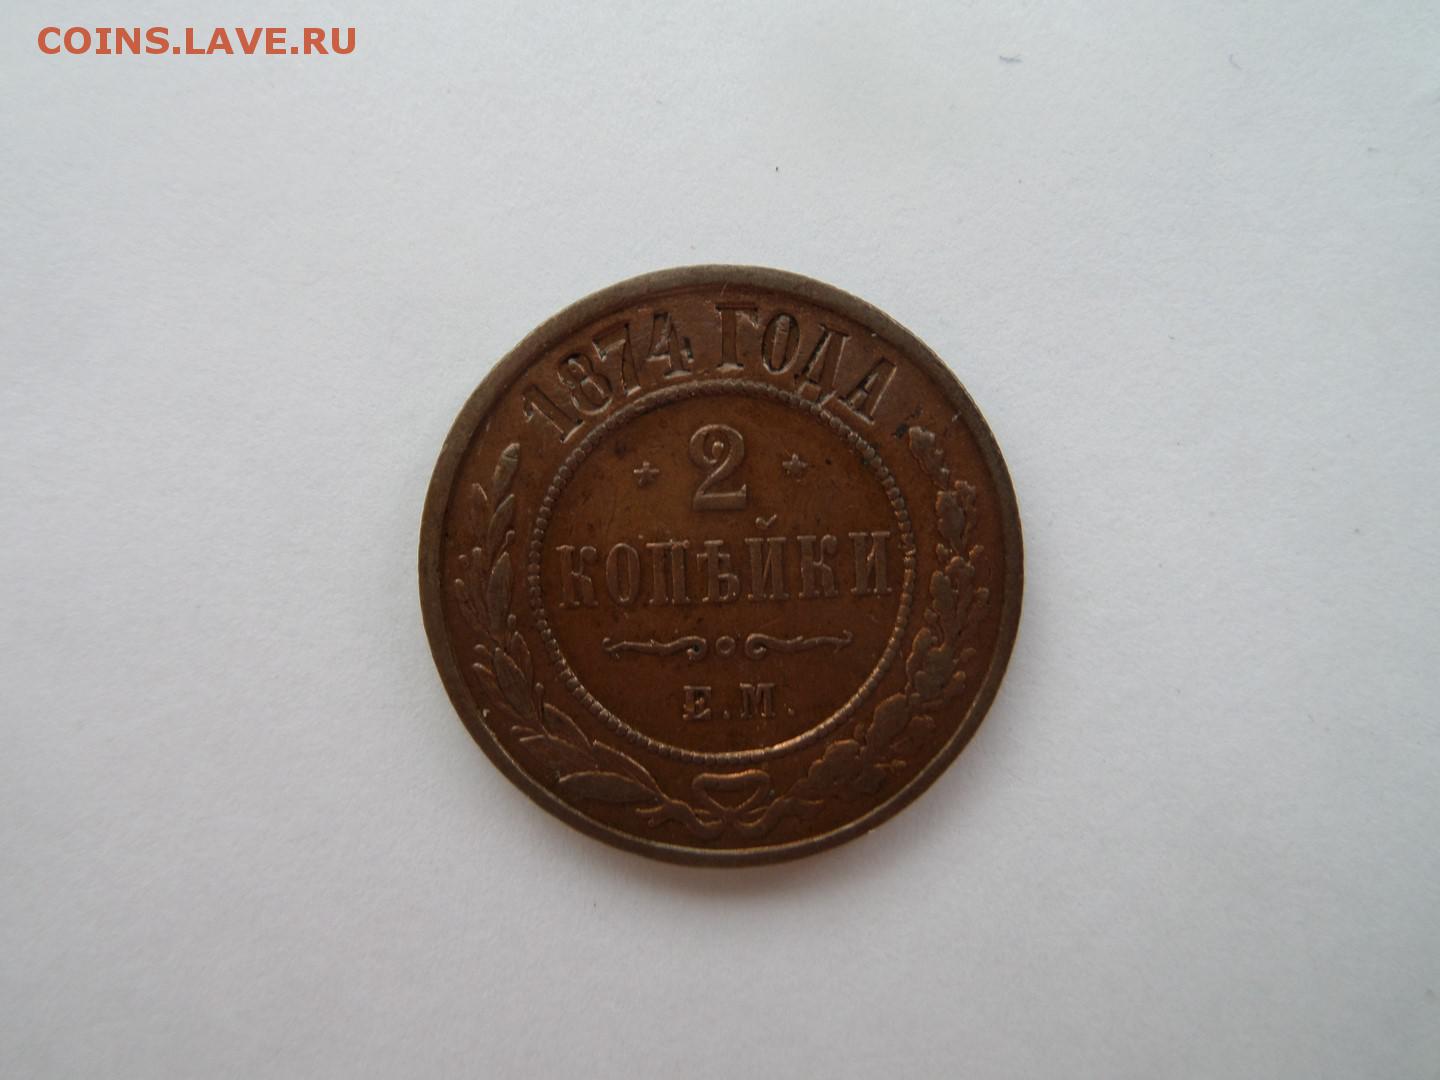 COINS.LAVE.RU
1874 ГОДА
2
КОПѢЙКИ
Е.М.